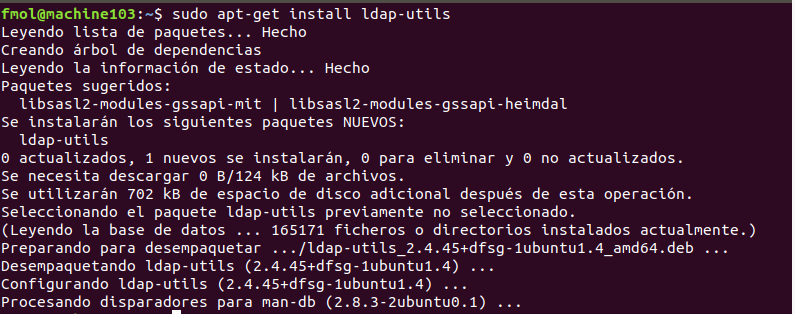 fmol@machine103:~$ sudo apt-get install ldap-utils
Leyendo lista de paquetes... Hecho
Creando árbol de dependencias
Leyendo la información de estado... Hecho
Paquetes sugeridos:
  libsasl2-modules-gssapi-mit | libsasl2-modules-gssapi-heimdal
Se instalarán los siguientes paquetes NUEVOS:
  ldap-utils
0 actualizados, 1 nuevos se instalarán, 0 para eliminar y 0 no actualizados.
Se necesita descargar 0 B/124 kB de archivos.
Se utilizarán 702 kB de espacio de disco adicional después de esta operación.
Seleccionando el paquete ldap-utils previamente no seleccionado.
(Leyendo la base de datos ... 165171 ficheros o directorios instalados actualmente.)
Preparando para desempaquetar .../ldap-utils_2.4.45+dfsg-1ubuntu1.4_amd64.deb ...
Desempaquetando ldap-utils (2.4.45+dfsg-1ubuntu1.4) ...
Configurando ldap-utils (2.4.45+dfsg-1ubuntu1.4) ...
Procesando disparadores para man-db (2.8.3-2ubuntu0.1) ...